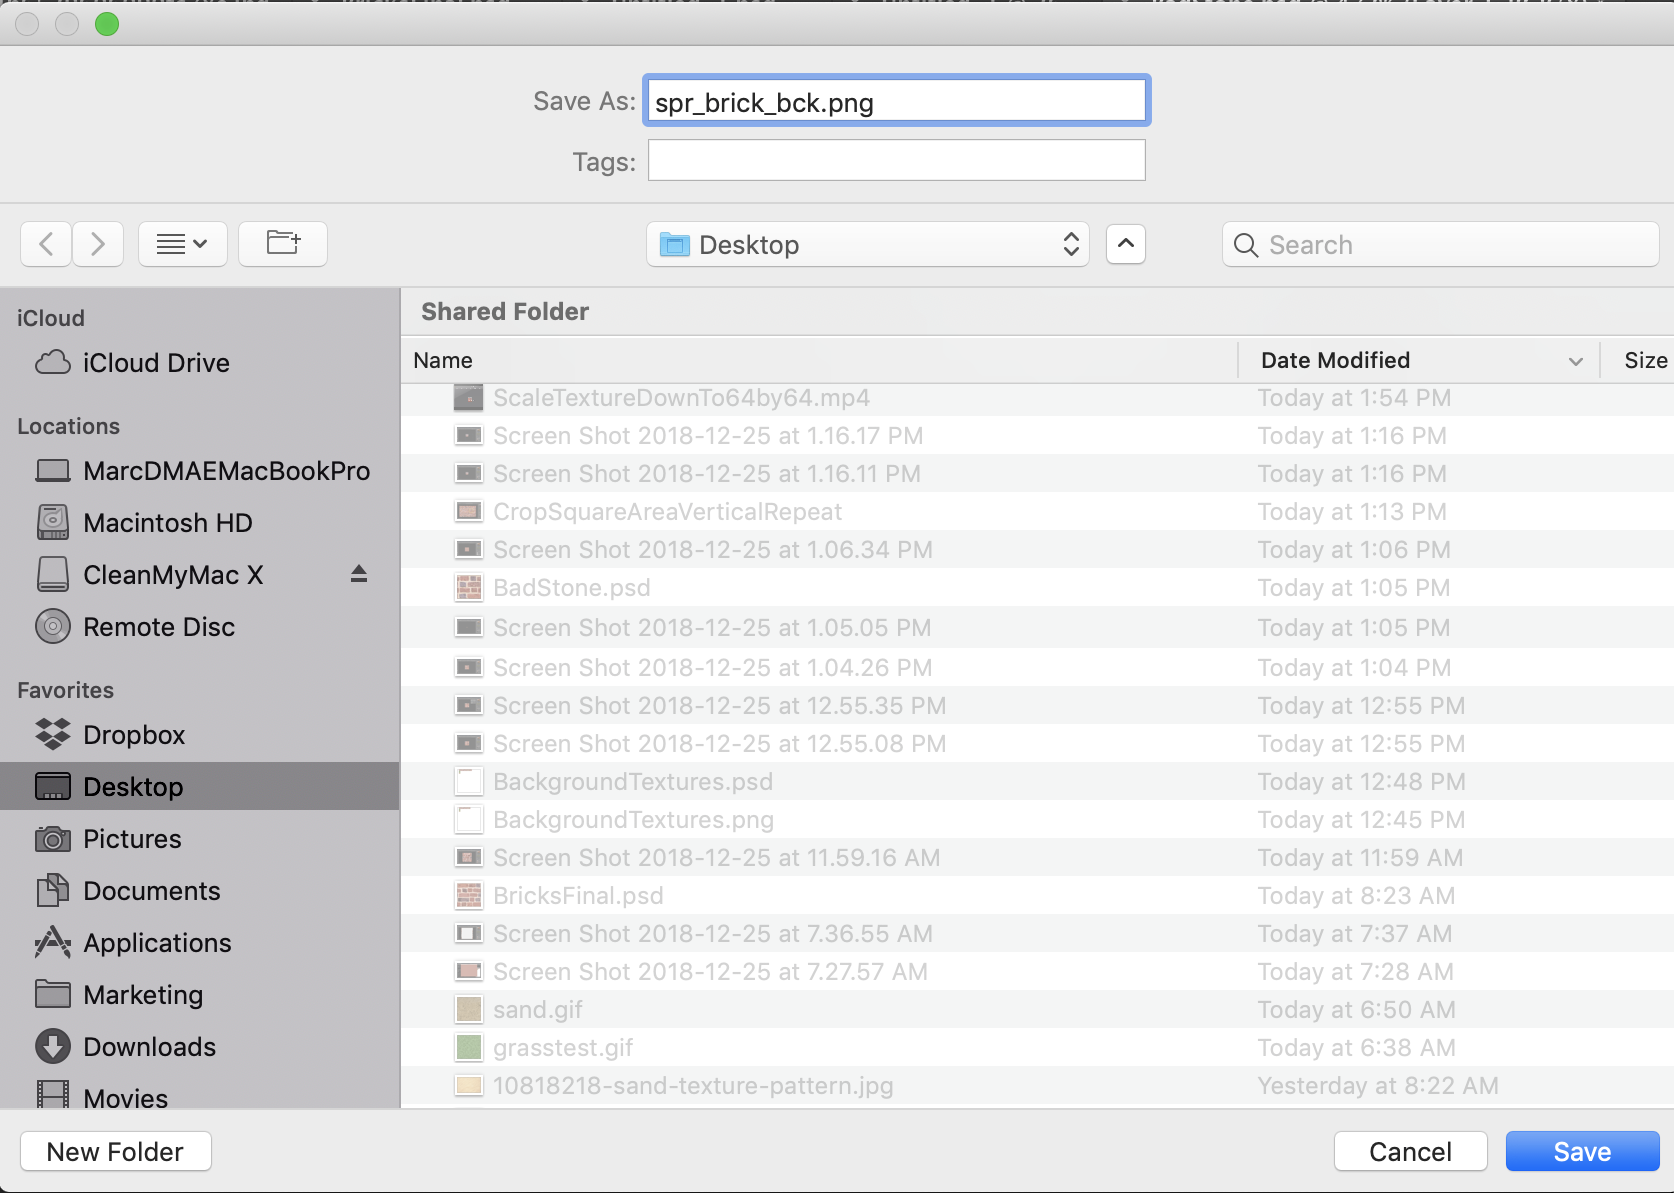 Save As: spr_brick_bck.png
Tags:
Desktop
Search
iCloud
iCloud Drive
Locations
MarcDMAEMacBookPro
Macintosh HD
CleanMyMac X
Remote Disc
Favorites
Dropbox
Desktop
Pictures
Documents
Applications
Marketing
Downloads
Movies
Shared Folder
Name Date Modified Size
ScaleTextureDownTo64by64.mp4 Today at 1:54 PM
Screen Shot 2018-12-25 at 1.16.17 PM Today at 1:16 PM
Screen Shot 2018-12-25 at 1.16.11 PM Today at 1:16 PM
CropSquareAreaVerticalRepeat Today at 1:13 PM
Screen Shot 2018-12-25 at 1.06.34 PM Today at 1:06 PM
BadStone.psd Today at 1:05 PM
Screen Shot 2018-12-25 at 1.05.05 PM Today at 1:05 PM
Screen Shot 2018-12-25 at 1.04.26 PM Today at 1:04 PM
Screen Shot 2018-12-25 at 12.55.35 PM Today at 12:55 PM
Screen Shot 2018-12-25 at 12.55.08 PM Today at 12:55 PM
BackgroundTextures.psd Today at 12:48 PM
BackgroundTextures.png Today at 12:45 PM
Screen Shot 2018-12-25 at 11.59.16 AM Today at 11:59 AM
BricksFinal.psd Today at 8:23 AM
Screen Shot 2018-12-25 at 7.36.55 AM Today at 7:37 AM
Screen Shot 2018-12-25 at 7.27.57 AM Today at 7:28 AM
sand.gif Today at 6:50 AM
grasstest.gif Today at 6:38 AM
10818218-sand-texture-pattern.jpg Yesterday at 8:22 AM
New Folder Cancel Save